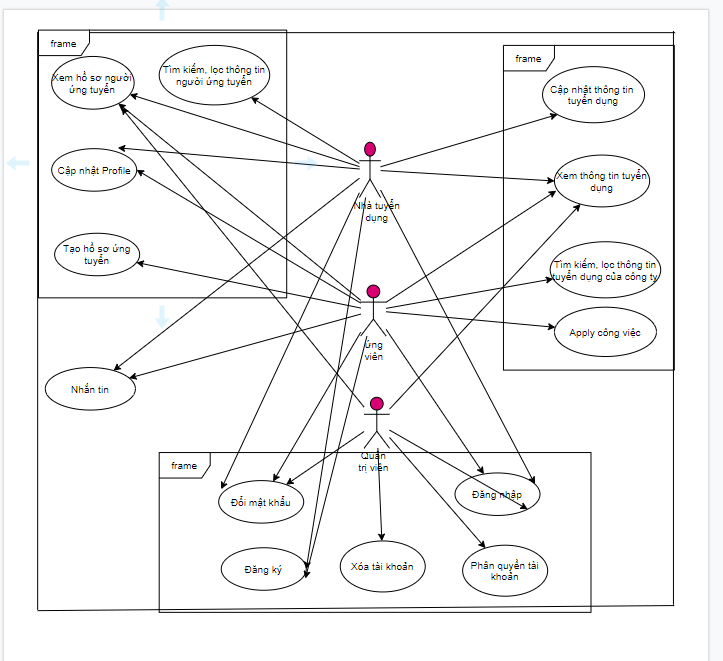 frame
Xem hồ sơ người
ứng tuyển
Tìm kiếm, lọc thông tin
người ứng tuyển
Cập nhật Profile
Tạo hồ sơ ứng
tuyển
frame
Cập nhật thông tin
tuyển dụng
Xem thông tin tuyển
dụng
Tìm kiếm, lọc thông tin
tuyển dụng của công ty
Apply công việc
Nhà tuyển
dụng
ứng
viên
Nhắn tin
Quản
trị viên
frame
Đổi mật khẩu
Đăng nhập
Đăng ký
Xóa tài khoản
Phân quyền tài
khoản